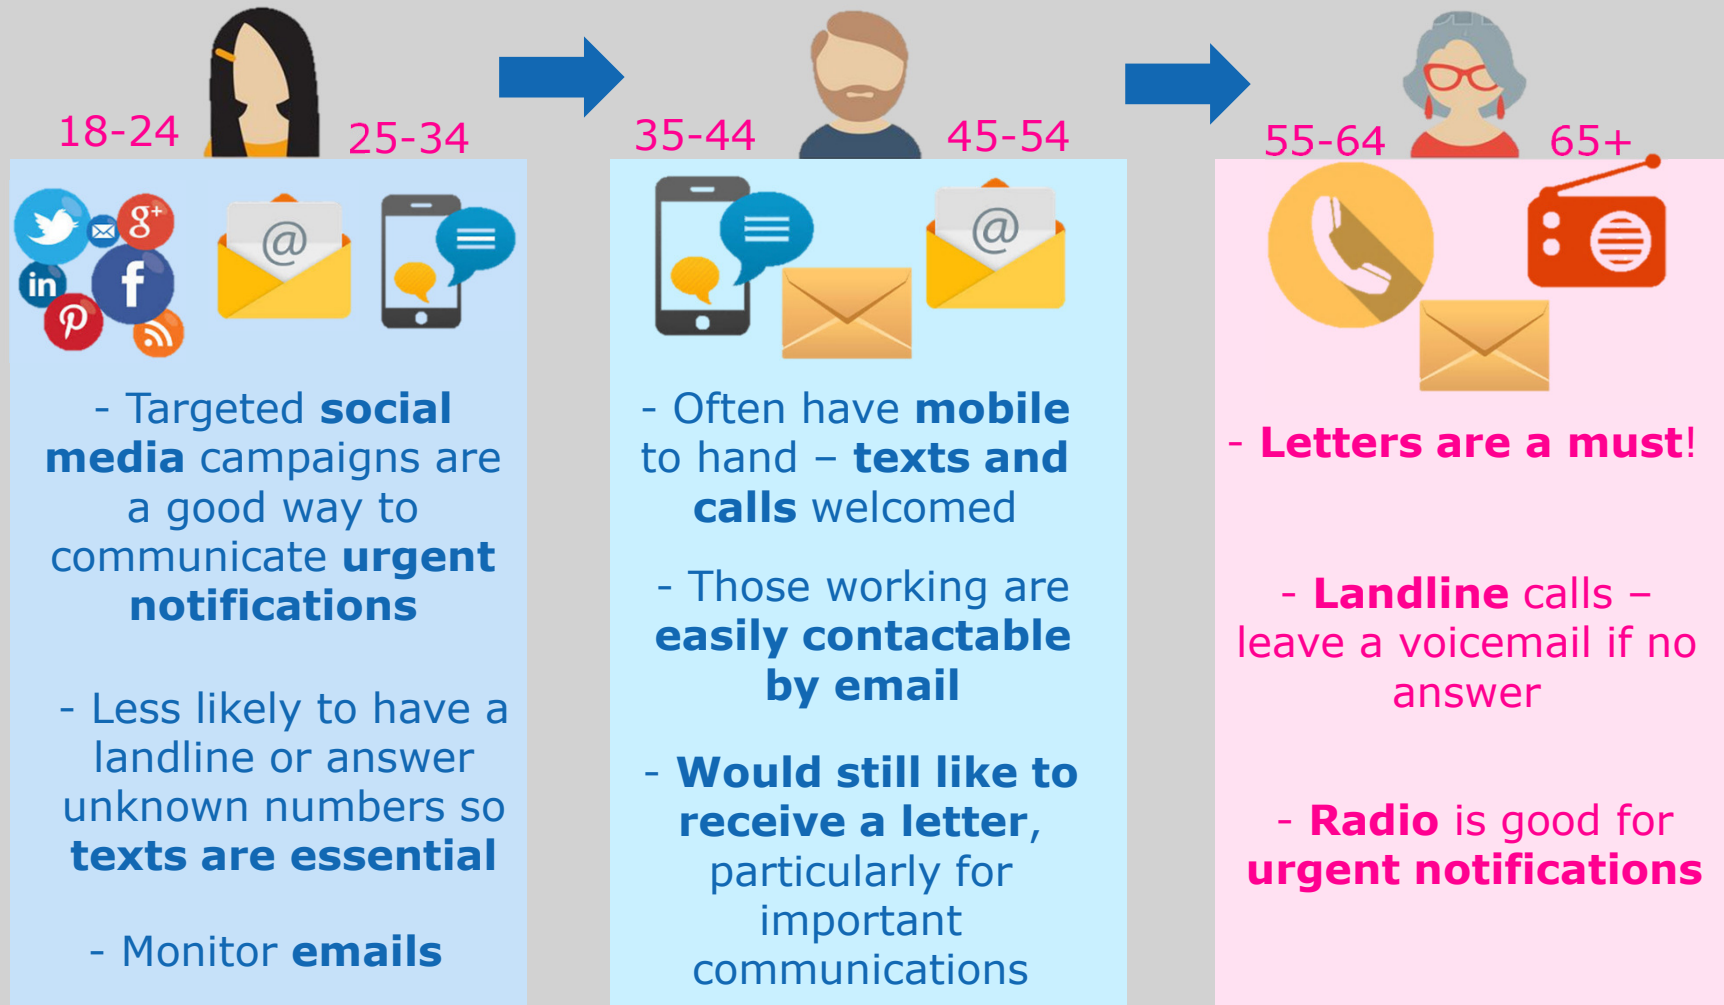 18-24
25-34
35-44
45-54
55-64
65+
g+
in
f
@
@
- Targeted social
media campaigns are
a good way to
communicate urgent
notifications
- Less likely to have a
landline or answer
unknown numbers so
texts are essential
- Monitor emails
- Often have mobile
to hand – texts and
calls welcomed
- Those working are
easily contactable
by email
- Would still like to
receive a letter,
particularly for
important
communications
- Letters are a must!
- Landline calls –
leave a voicemail if no
answer
- Radio is good for
urgent notifications